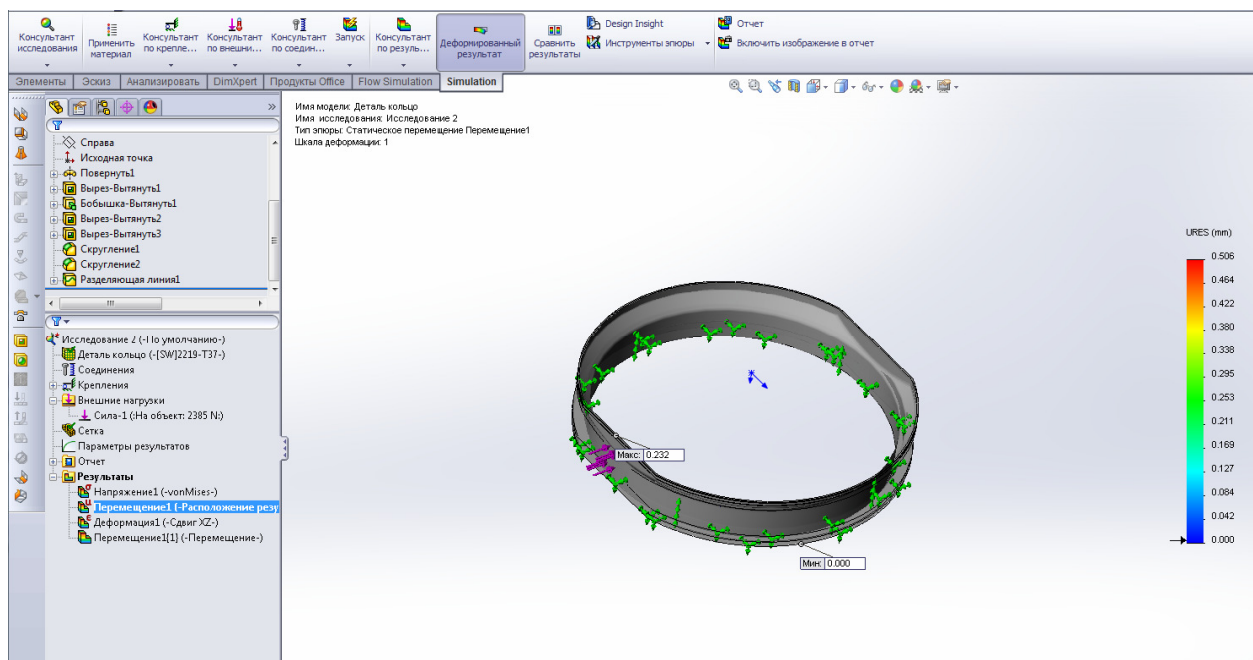 Консультант исследования
Применить материал
Консультант по крепле...
Консультант по внешни...
Консультант по соедин...
Запуск
Консультант по резуль...
Деформированный результат
Сравнить результаты
Design Insight
Инструменты эпюры
Отчет
Включить изображение в отчет
Элементы
Эскиз
Анализировать
DimXpert
Продукты Office
Flow Simulation
Simulation
Справа
Исходная точка
Повернуть1
Вырез-Вытянуть1
Бобышка-Вытянуть1
Вырез-Вытянуть2
Вырез-Вытянуть3
Скругление1
Скругление2
Разделяющая линия1
Исследование 2 (-По умолчанию-)
Деталь кольцо (-[SW]2219-T37-)
Соединения
Крепления
Внешние нагрузки
Сила-1 (:На объект: 2385 N:)
Сетка
Параметры результатов
Отчет
Результаты
Напряжение1 (-vonMises-)
Перемещение1 (-Расположение резу
Деформация1 (-Сдвиг XZ-)
Перемещение1[1] (-Перемещение-)
Имя модели: Деталь кольцо
Имя исследования: Исследование 2
Тип эпюры: Статическое перемещение Перемещение1
Шкала деформации: 1
Макс: 0.232
Мин: 0.000
URES (mm)
0.506
0.464
0.422
0.380
0.338
0.295
0.253
0.211
0.169
0.127
0.084
0.042
0.000